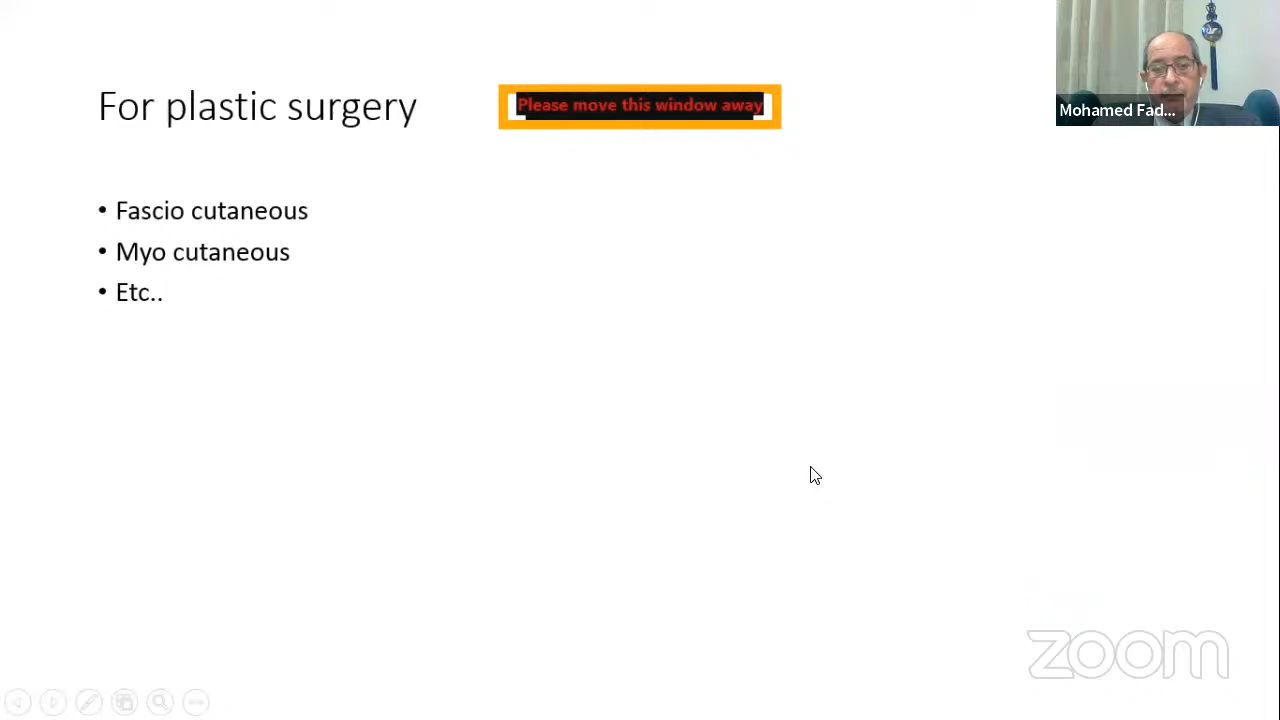 For plastic surgery
Please move this window away
Mohamed Fad...
• Fascio cutaneous
• Myo cutaneous
• Etc..
zoom